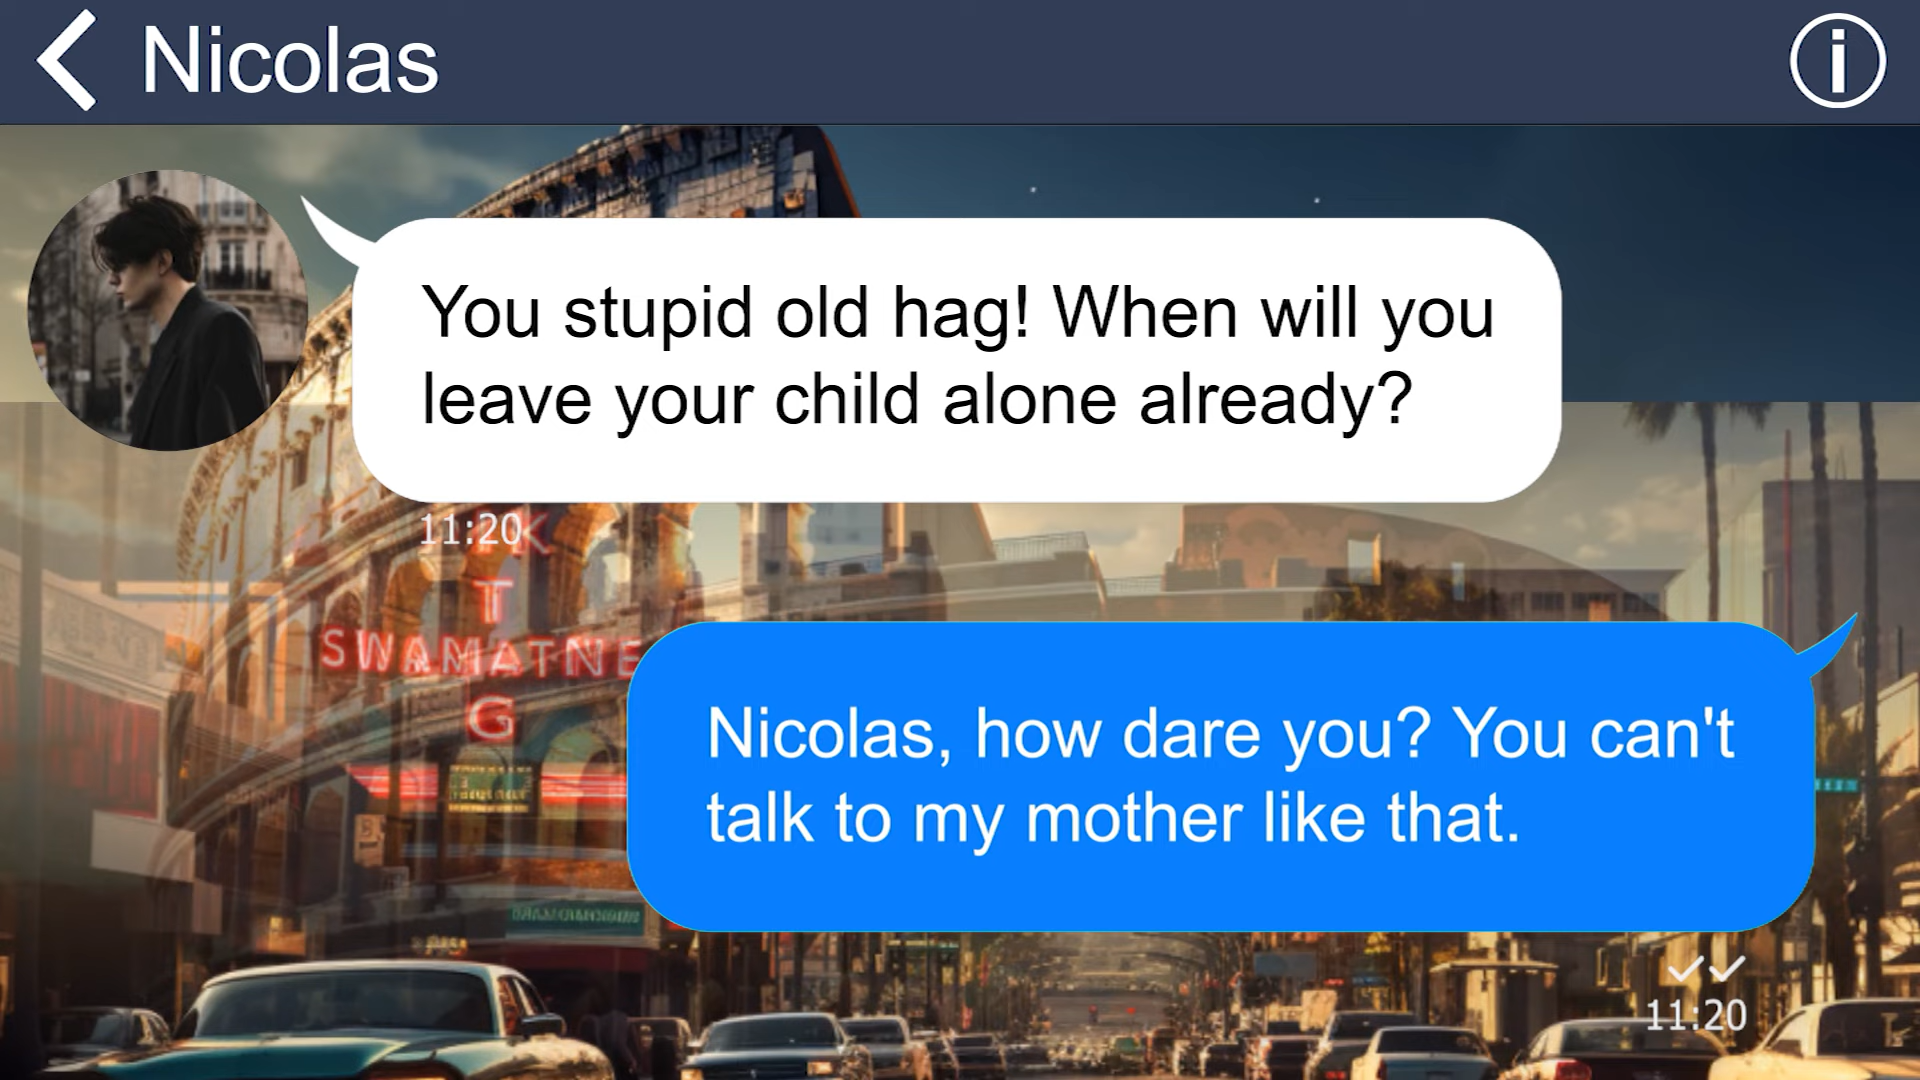 Nicolas
You stupid old hag! When will you
leave your child alone already?
11:20
K
T
SWAMATNE
G
Nicolas, how dare you? You can't
talk to my mother like that.
11:20